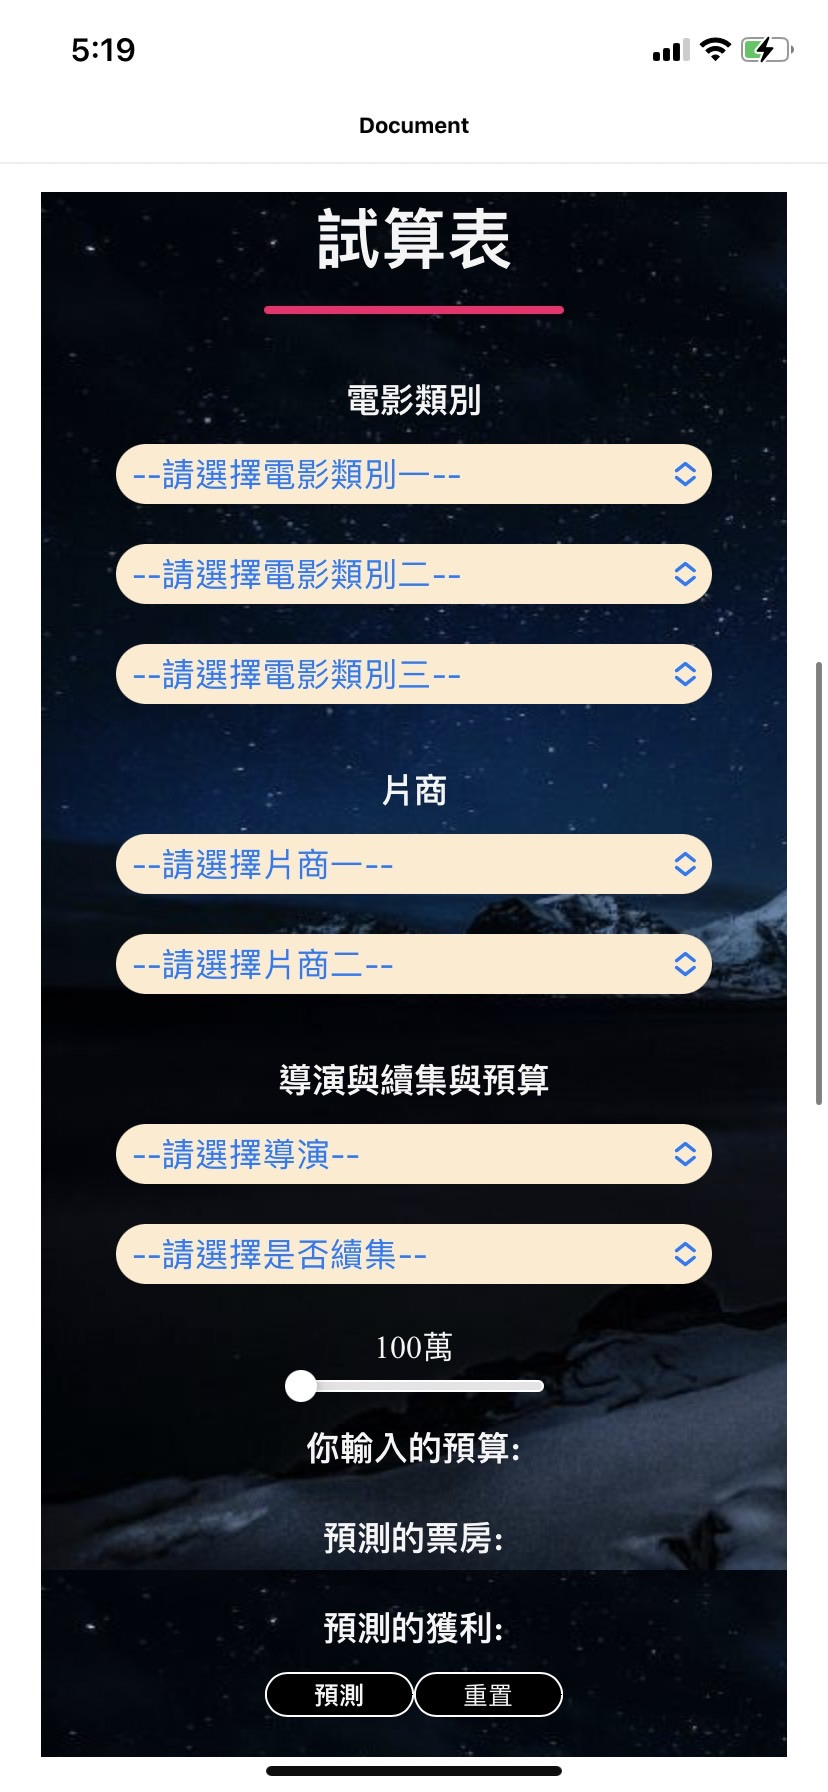 5:19
Document
試算表
電影類別
--請選擇電影類別一--
--請選擇電影類別二--
--請選擇電影類別三--
片商
--請選擇片商一--
--請選擇片商二--
導演與續集與預算
--請選擇導演--
--請選擇是否續集--
100萬
你輸入的預算:
預測的票房:
預測的獲利:
預測 重置